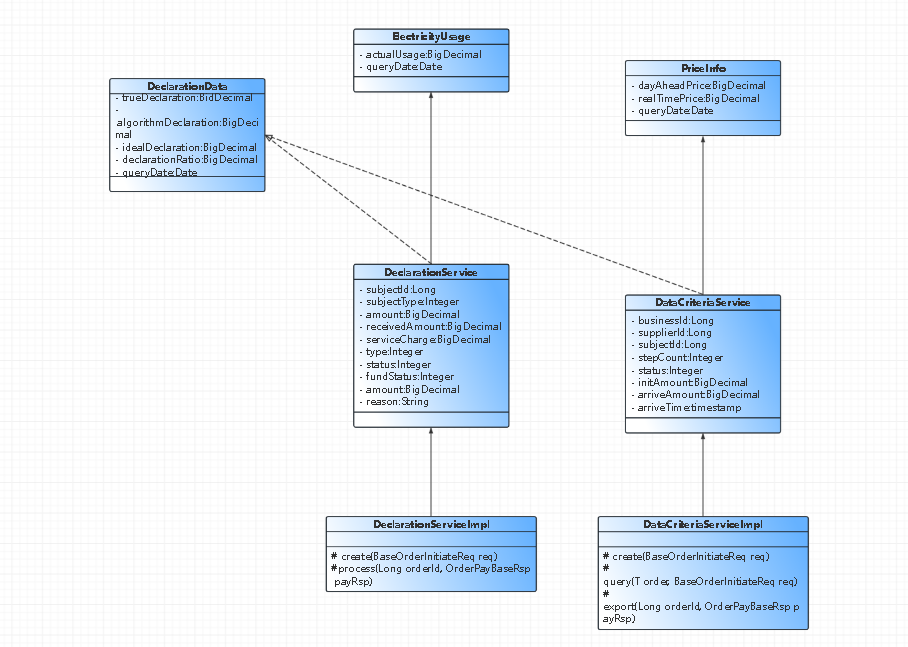 ElectricityUsage
- actualUsage:BigDecimal
- queryDate:Date
PriceInfo
- dayAheadPrice:BigDecimal
- realTimePrice:BigDecimal
- queryDate:Date
DeclarationData
- trueDeclaration:BidDecimal
-
algorithmDeclaration:BigDeci
mal
- idealDeclaration:BigDecimal
- declarationRatio:BigDecimal
- queryDate:Date
DeclarationService
- subjectId:Long
- subjectType:Integer
- amount:BigDecimal
- receivedAmount:BigDecimal
- serviceCharge:BigDecimal
- type:Integer
- status:Integer
- fundStatus:Integer
- amount:BigDecimal
- reason:String
DataCriteriaService
- businessId:Long
- supplierId:Long
- subjectId:Long
- stepCount:Integer
- status:Integer
- initAmount:BigDecimal
- arriveAmount:BigDecimal
- arriveTime:timestamp
DeclarationServiceImpl
# create(BaseOrderInitiateReq req)
#process(Long orderId, OrderPayBaseRsp
payRsp)
DataCriteriaServiceImpl
# create(BaseOrderInitiateReq req)
#
query(T order, BaseOrderInitiateReq req)
#
export(Long orderId, OrderPayBaseRsp p
ayRsp)